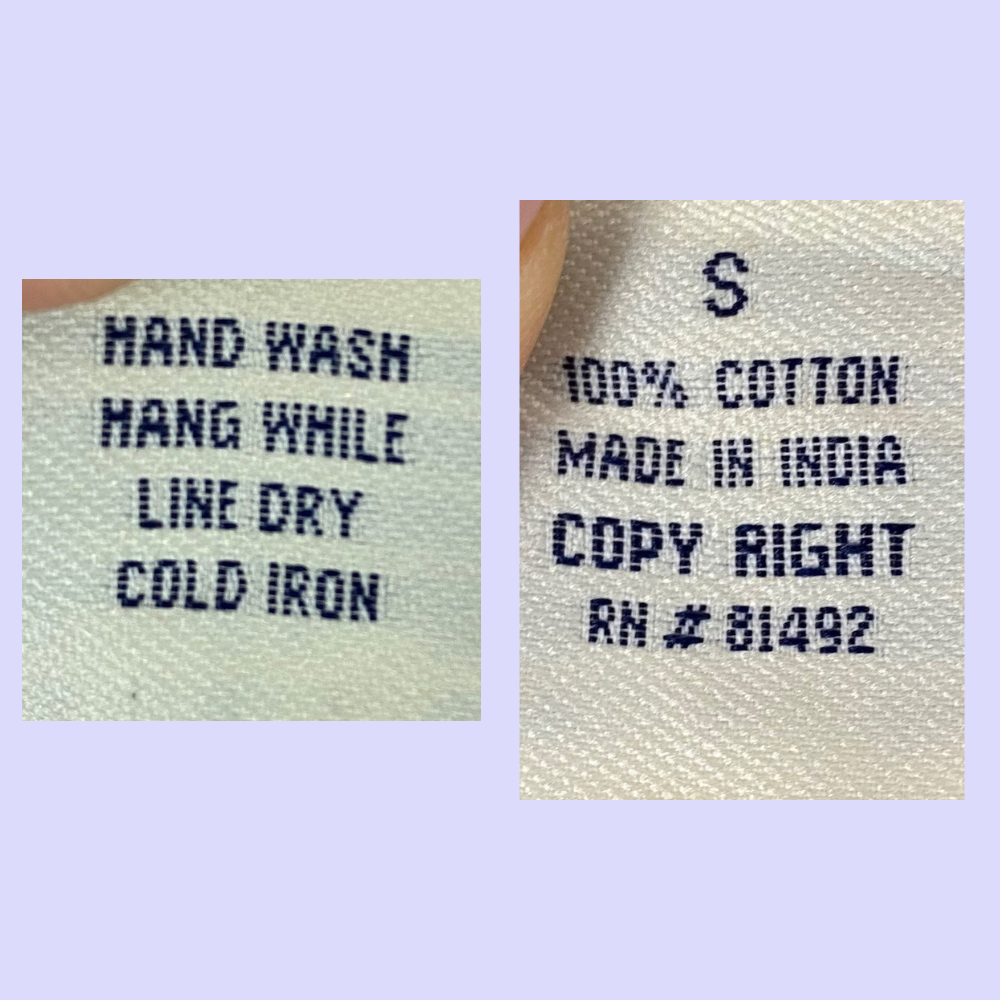 HAND WASH
HANG WHILE
LINE DRY
COLD IRON
S
100% COTTON
MADE IN INDIA
COPY RIGHT
RN # 81492